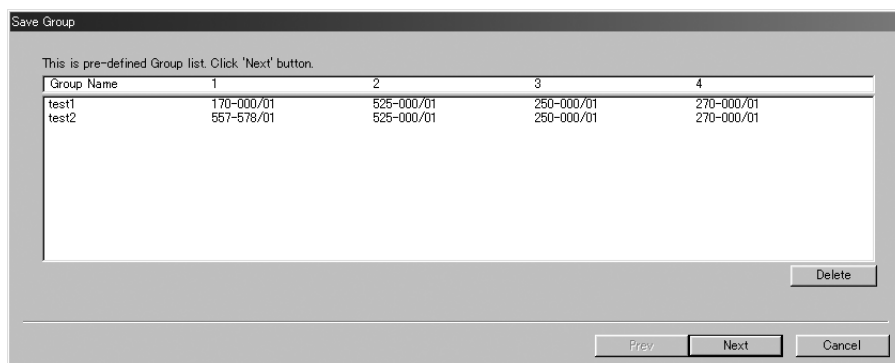 Save Group
This is pre-defined Group list. Click 'Next' button.
Group Name 1 2 3 4
test1 170-000/01 525-000/01 250-000/01 270-000/01
test2 557-578/01 525-000/01 250-000/01 270-000/01
Delete
Prev Next Cancel